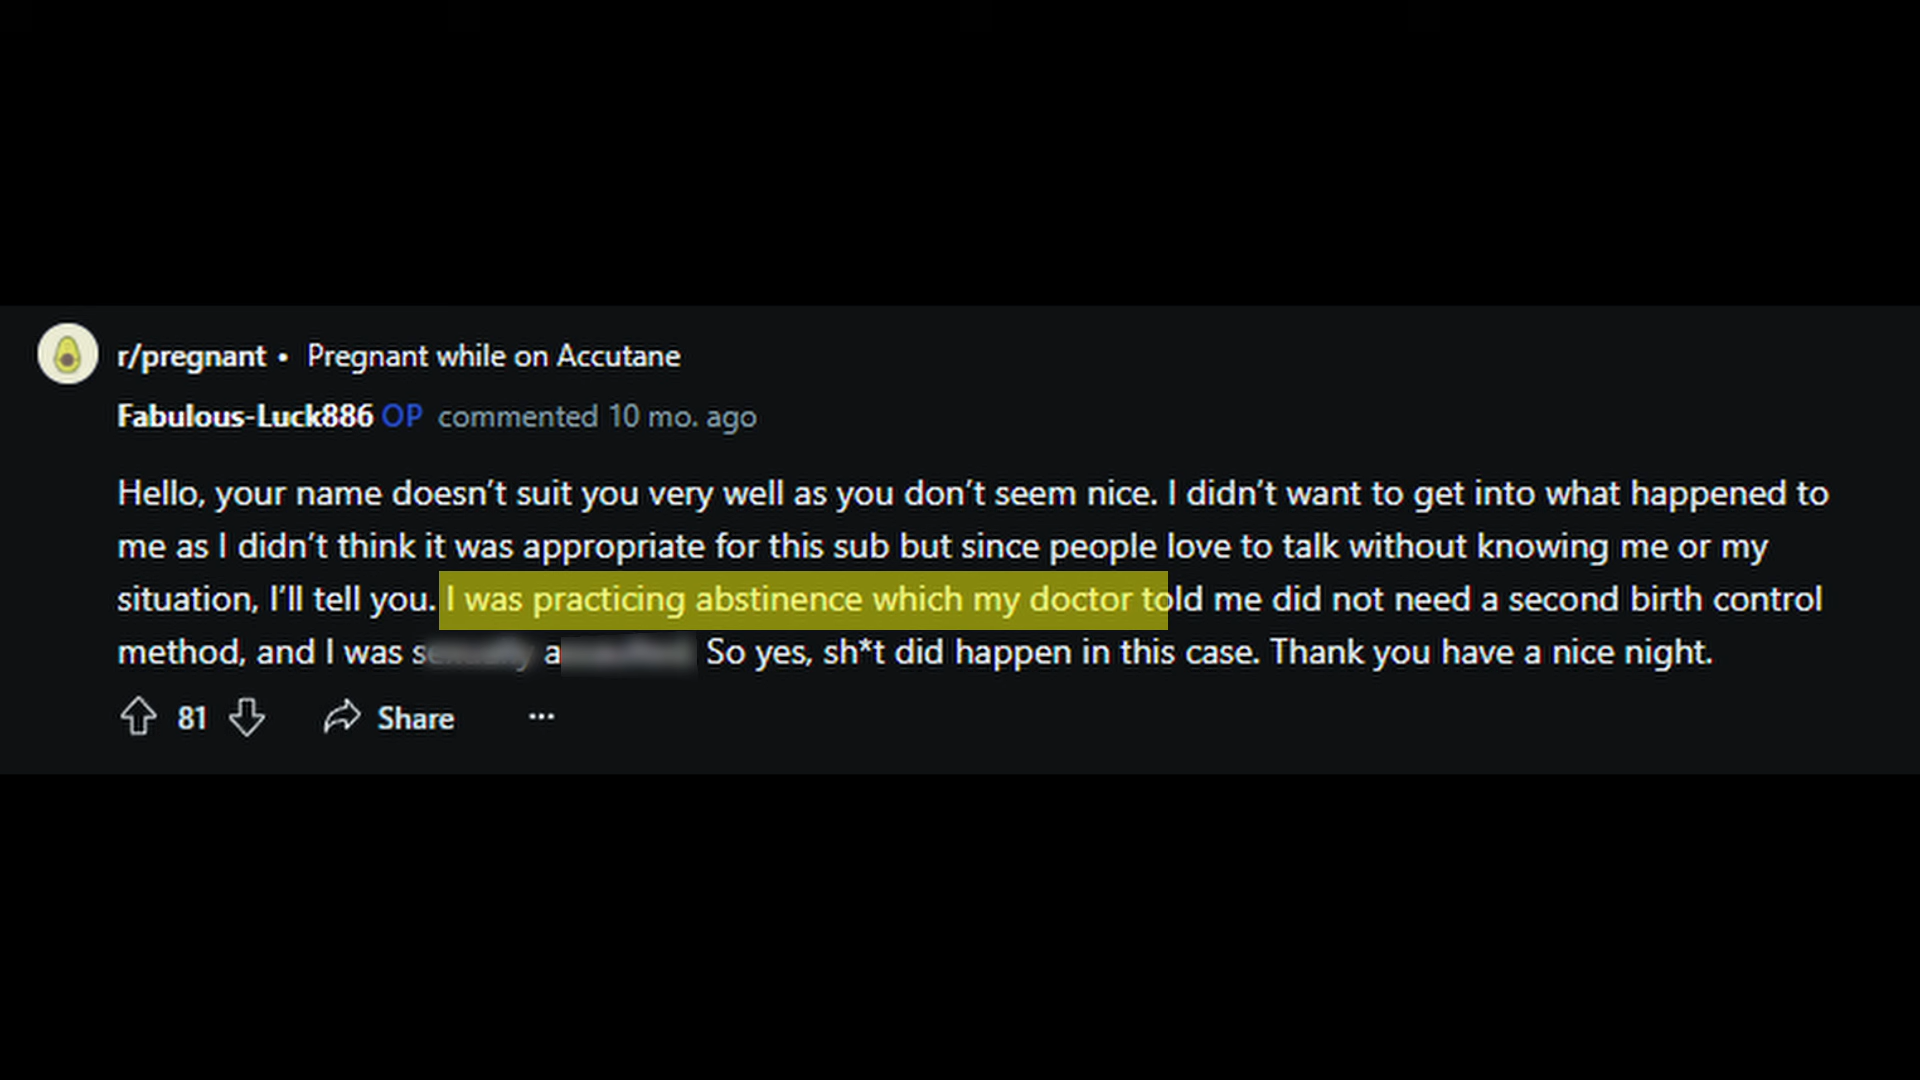 r/pregnant • Pregnant while on Accutane
Fabulous-Luck886 OP commented 10 mo. ago
Hello, your name doesn’t suit you very well as you don’t seem nice. I didn’t want to get into what happened to
me as I didn’t think it was appropriate for this sub but since people love to talk without knowing me or my
situation, I’ll tell you. I was practicing abstinence which my doctor told me did not need a second birth control
method, and I was So yes, sh*t did happen in this case. Thank you have a nice night.
81 Share ...